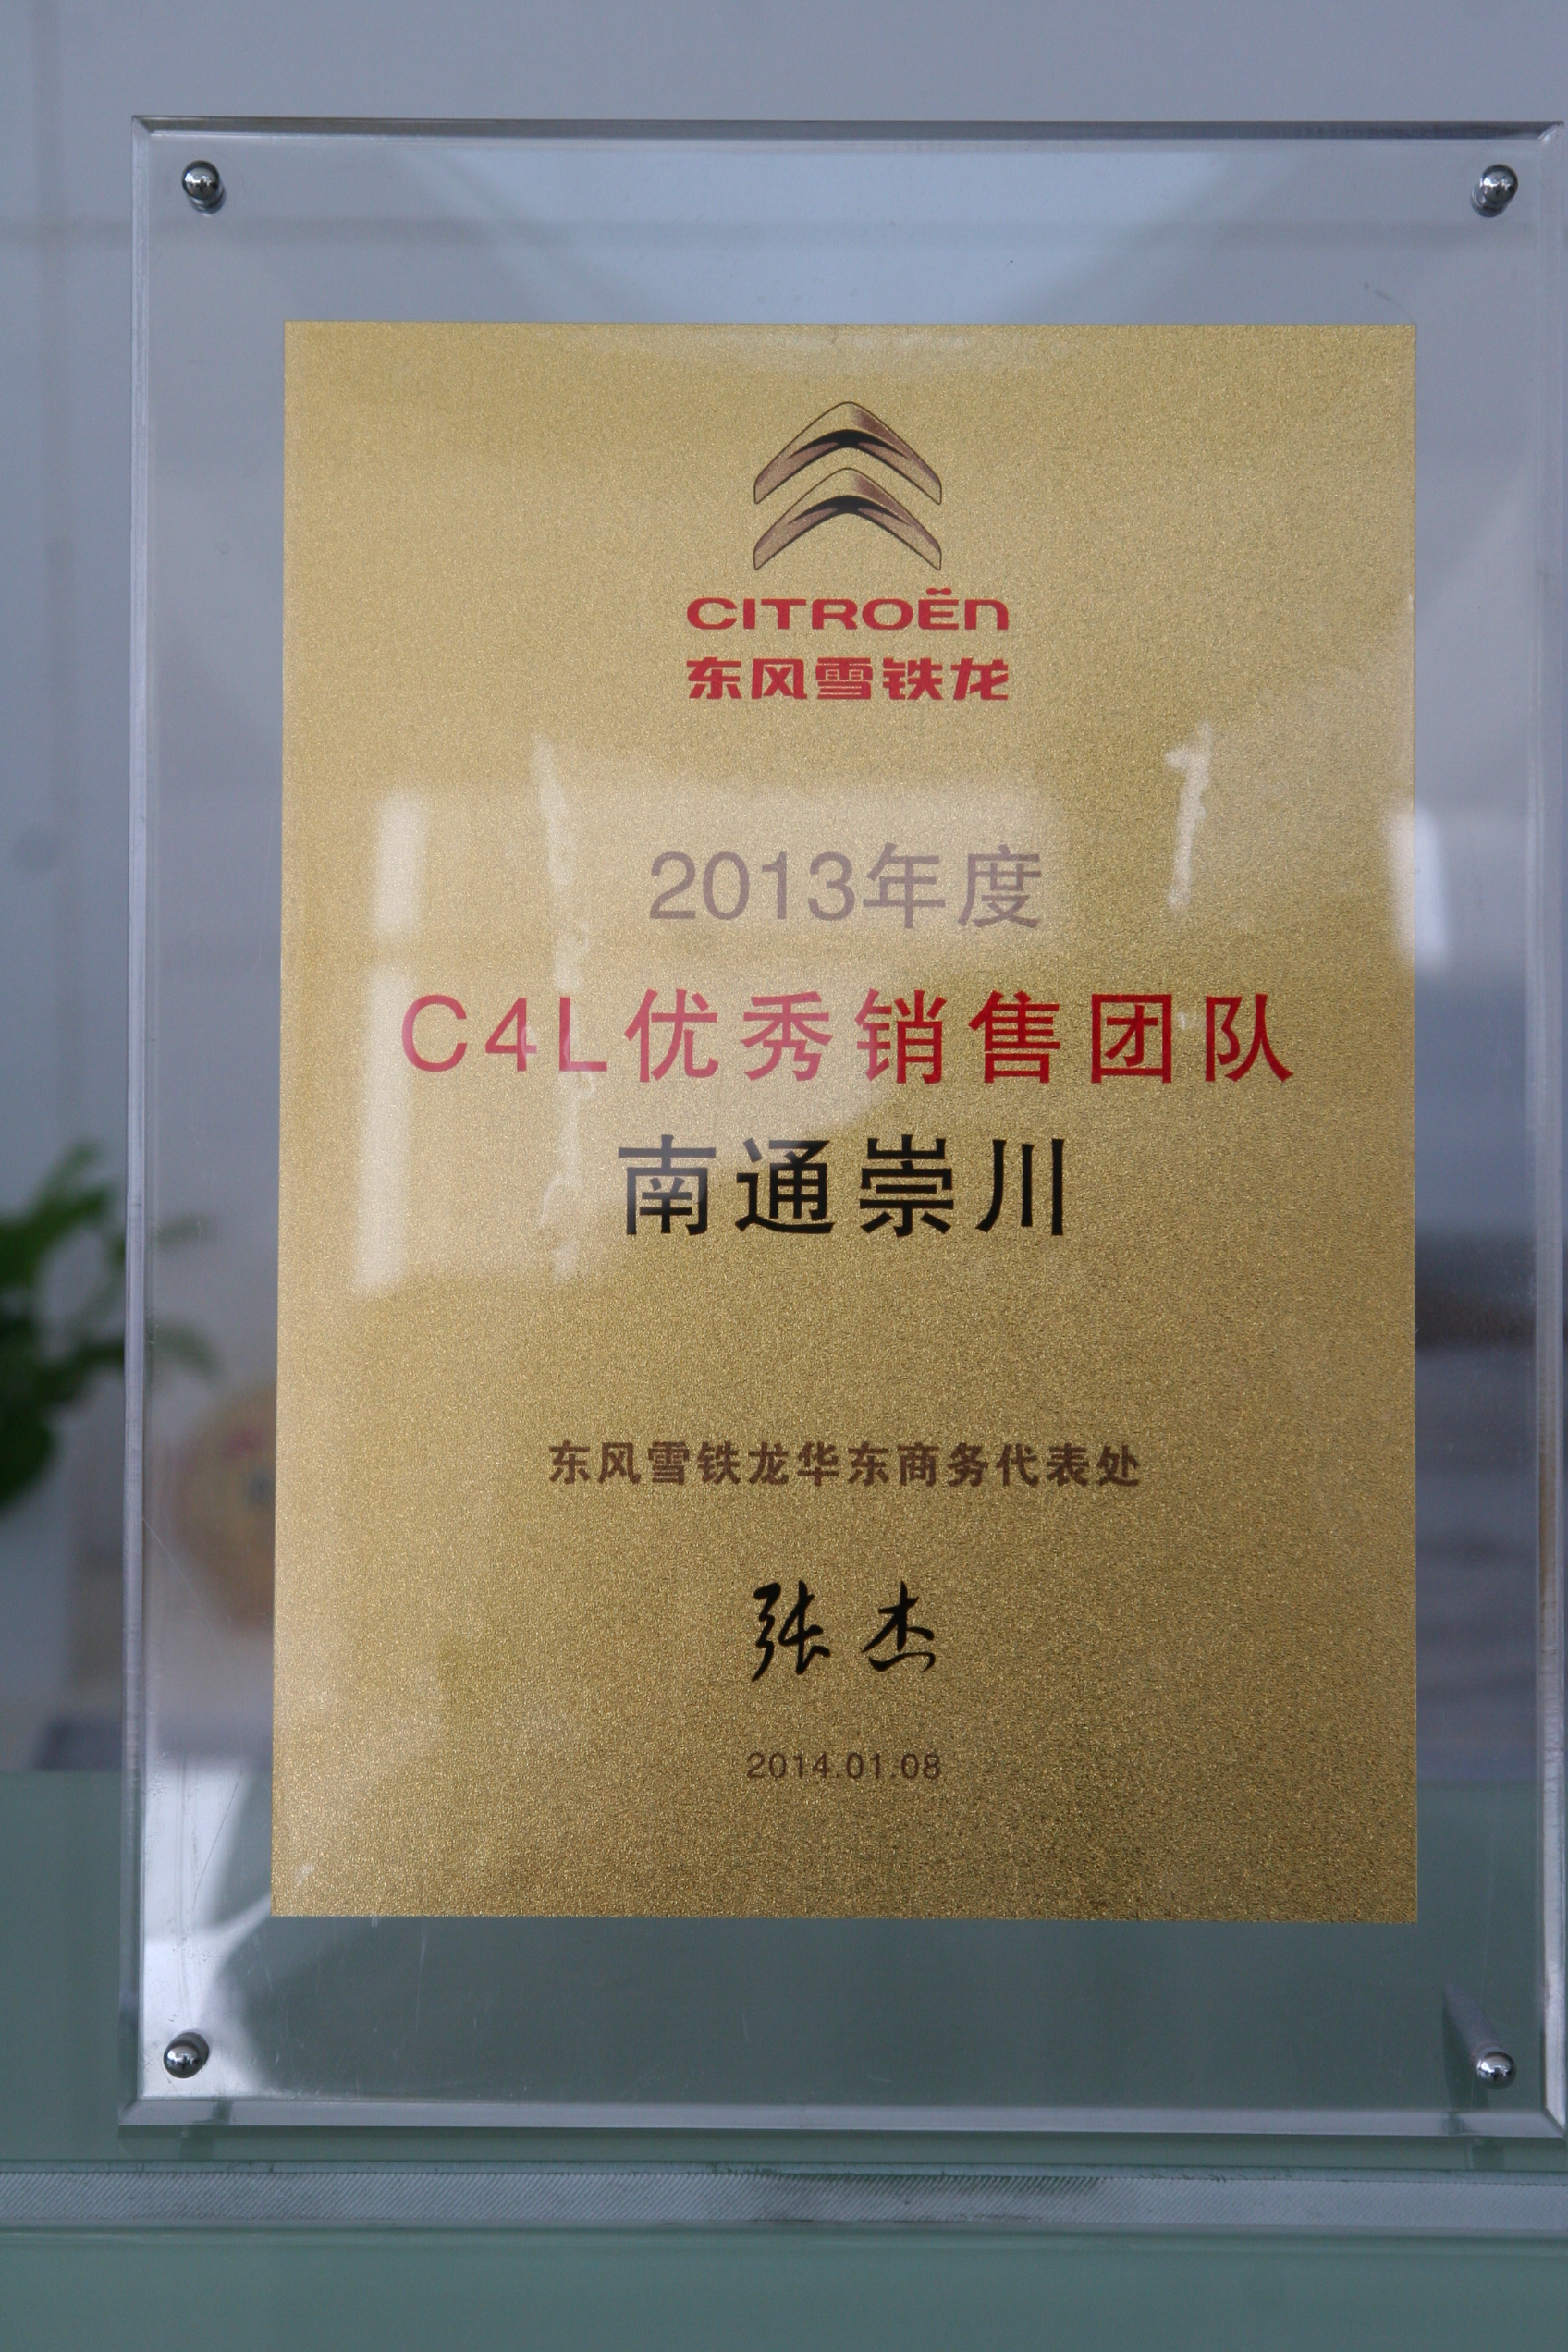 CITROËN
东风雪铁龙
2013年度
C4L优秀销售团队
南通崇川
东风雪铁龙华东商务代表处
张杰
2014.01.08